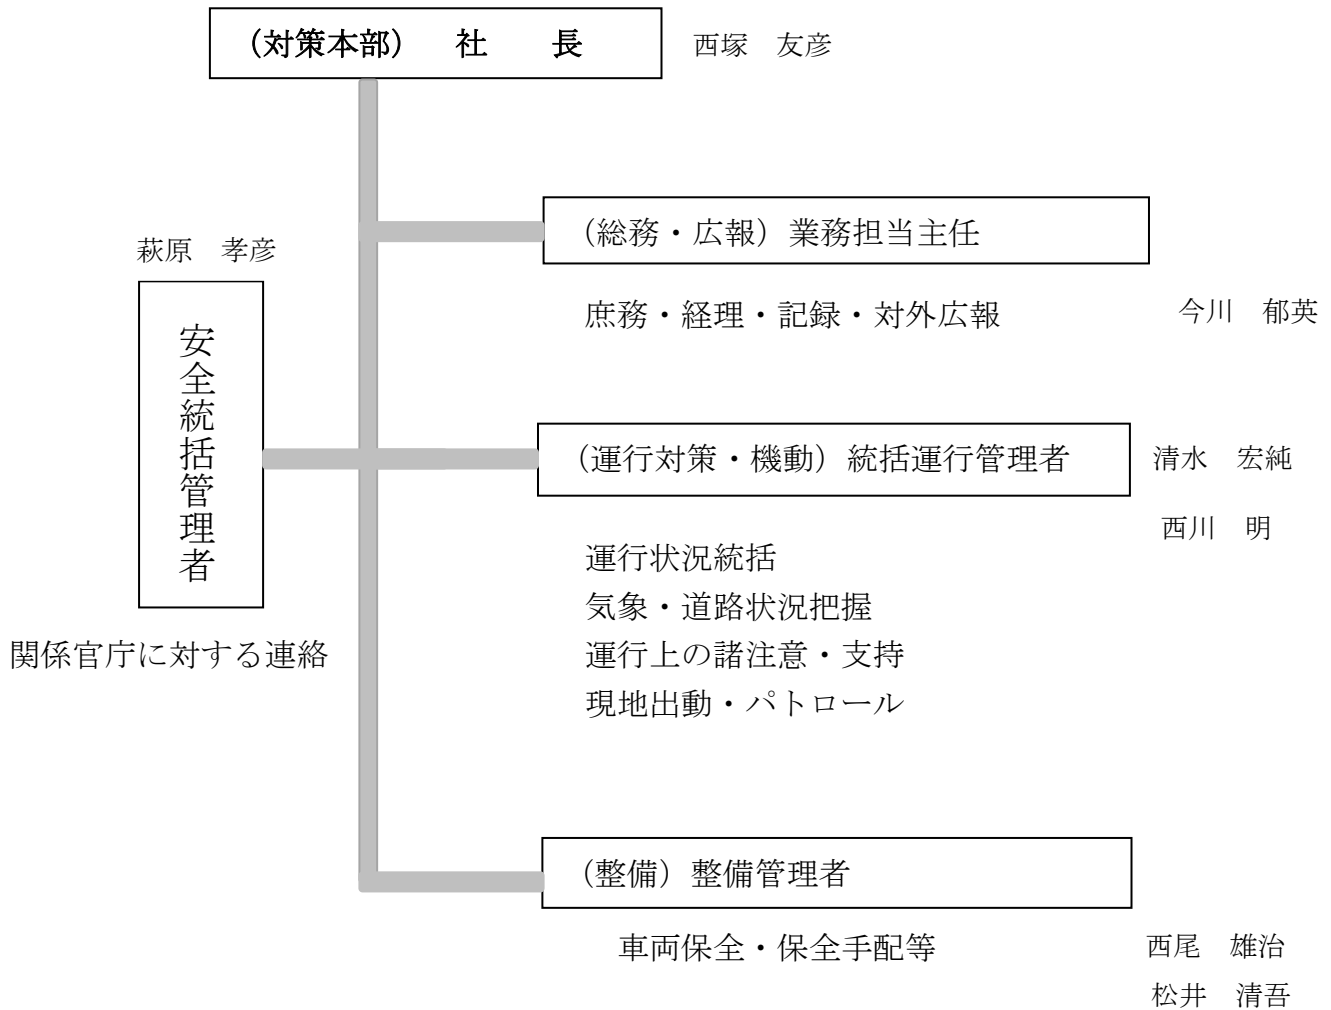 （対策本部）　社　　長
西塚　友彦
（総務・広報）業務担当主任
庶務・経理・記録・対外広報
今川　郁英
萩原　孝彦
安全統括管理者
関係官庁に対する連絡
（運行対策・機動）統括運行管理者
清水　宏純
西川　明
運行状況統括
気象・道路状況把握
運行上の諸注意・支持
現地出動・パトロール
（整備）整備管理者
車両保全・保全手配等
西尾　雄治
松井　清吾